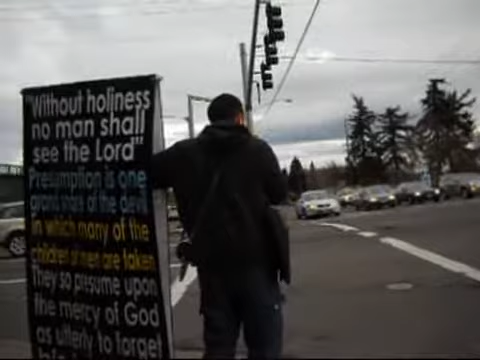 "Without holiness
no man shall
see the Lord"
Presumption is one
grand snare of the devil
in which many of the
children of men are taken
They so presume upon
the mercy of God
as utterly to forget